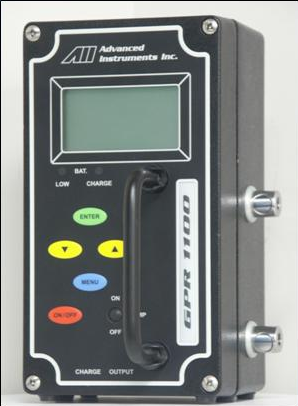 AII Advanced
Instruments Inc.
BAT.
LOW CHARGE
ENTER
MENU
ON/OFF
ON
OFF
GPR 1100
CHARGE OUTPUT